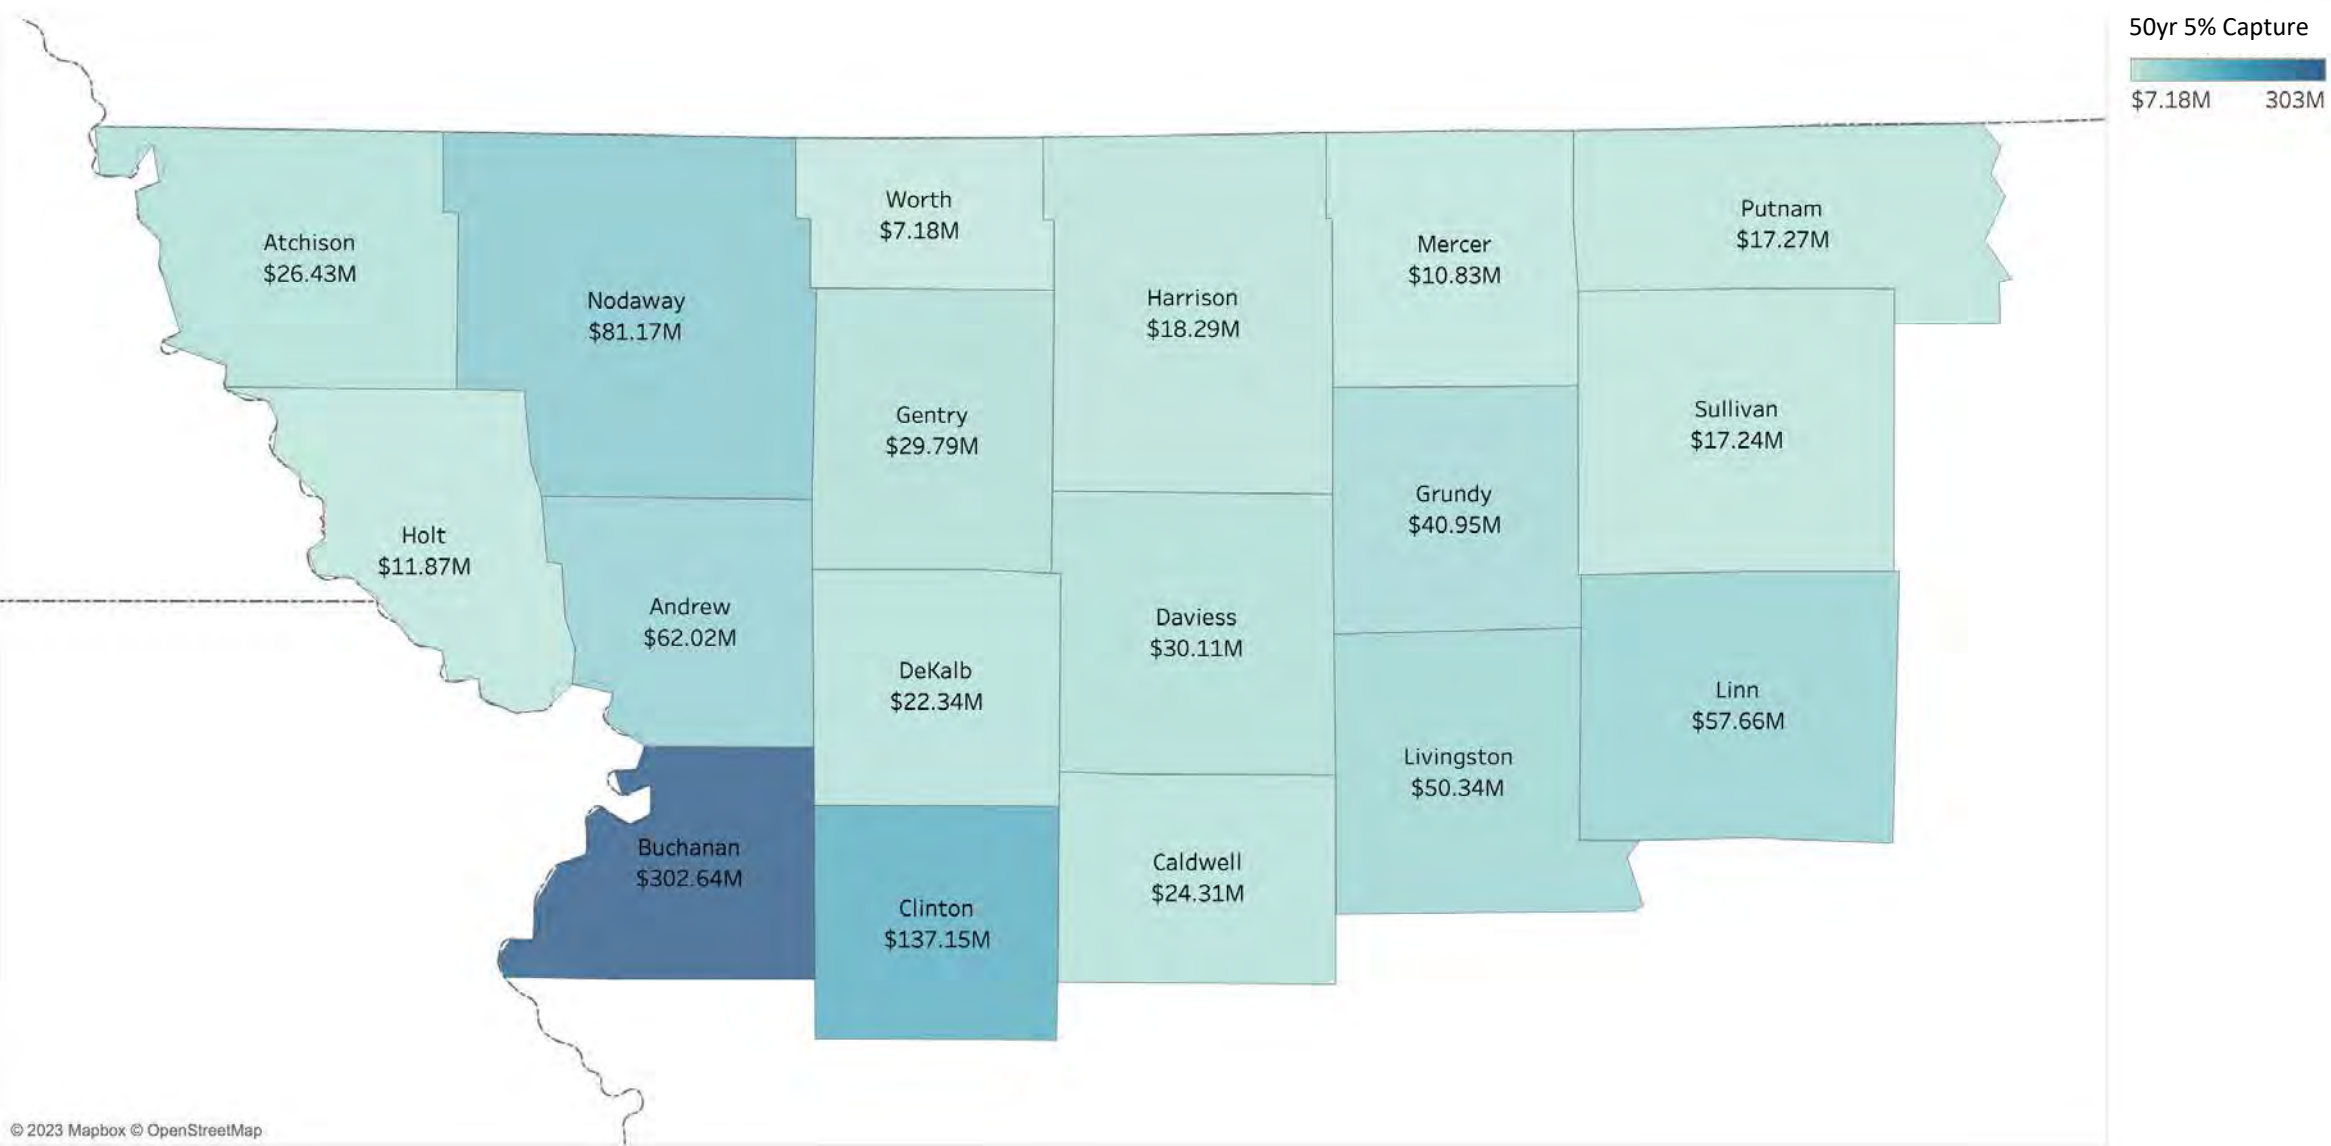 50yr 5% Capture
$7.18M 303M
Atchison
$26.43M
Nodaway
$81.17M
Worth
$7.18M
Harrison
$18.29M
Mercer
$10.83M
Putnam
$17.27M
Holt
$11.87M
Andrew
$62.02M
Gentry
$29.79M
Grundy
$40.95M
Sullivan
$17.24M
DeKalb
$22.34M
Daviess
$30.11M
Livingston
$50.34M
Linn
$57.66M
Buchanan
$302.64M
Clinton
$137.15M
Caldwell
$24.31M
© 2023 Mapbox © OpenStreetMap